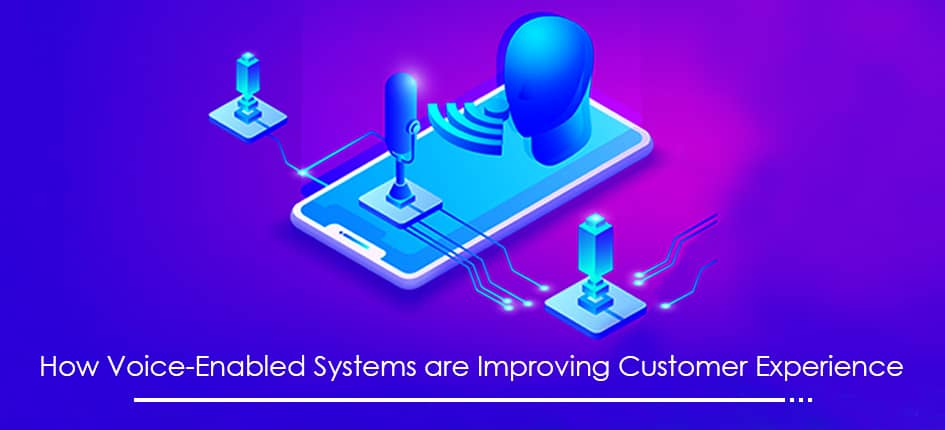 How Voice-Enabled Systems are Improving Customer Experience